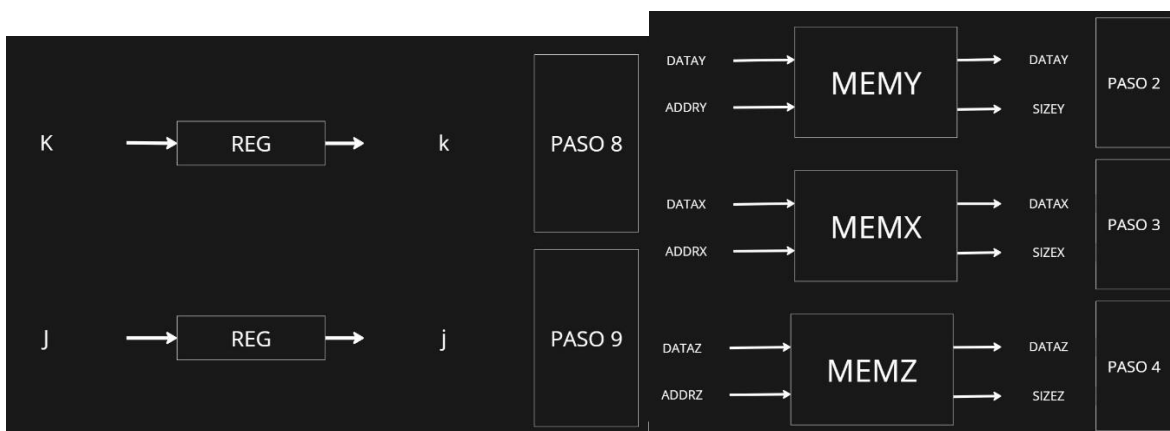 K
REG
k
PASO 8
J
REG
j
PASO 9
DATAY
MEMY
DATAY
PASO 2
ADDRY
SIZEY
DATAX
MEMX
DATAX
PASO 3
ADDRX
SIZEX
DATAZ
MEMZ
DATAZ
PASO 4
ADDRZ
SIZEZ